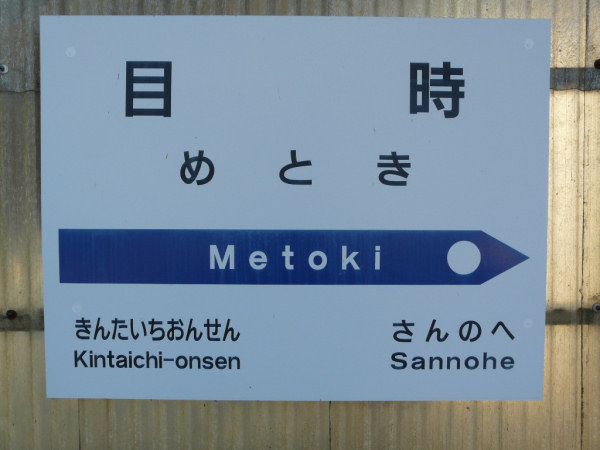 目時
めとき
Metoki
きんたいちおんせん さんのへ
Kintaichi-onsen Sannohe